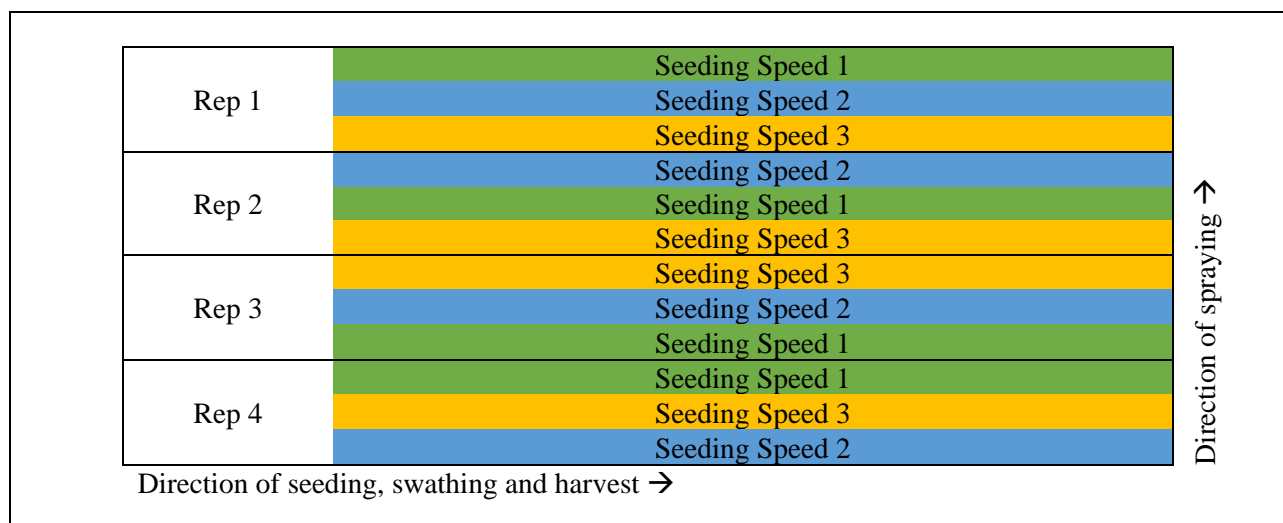 Rep 1
Seeding Speed 1
Seeding Speed 2
Seeding Speed 3
Rep 2
Seeding Speed 2
Seeding Speed 1
Seeding Speed 3
Rep 3
Seeding Speed 3
Seeding Speed 2
Seeding Speed 1
Rep 4
Seeding Speed 1
Seeding Speed 3
Seeding Speed 2
Direction of spraying →
Direction of seeding, swathing and harvest →